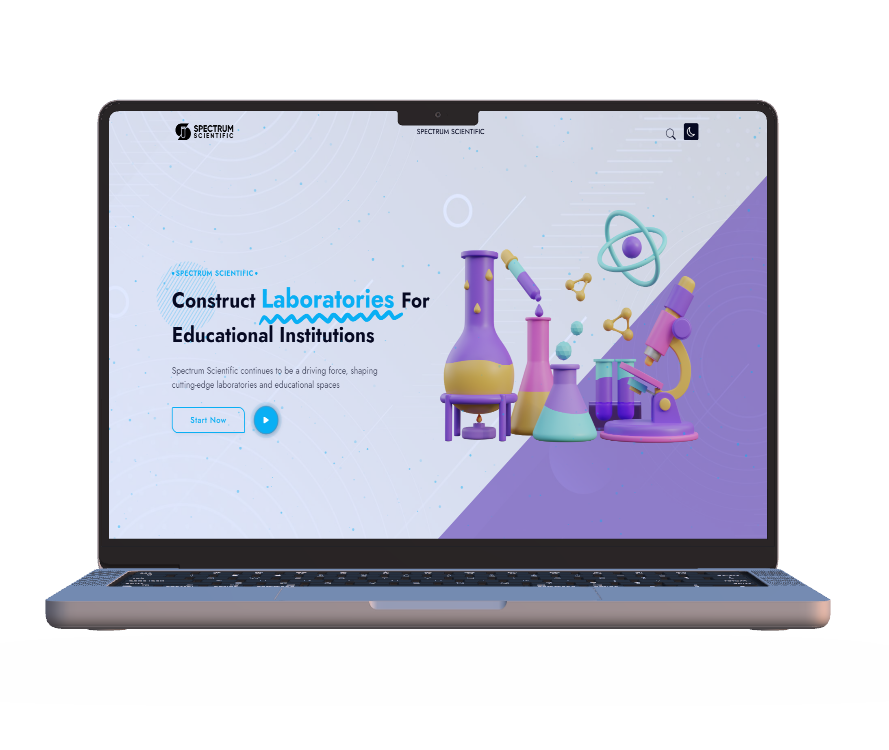 SPECTRUM
SCIENTIFIC
SPECTRUM SCIENTIFIC
SPECTRUM SCIENTIFIC
Construct Laboratories For
Educational Institutions
Spectrum Scientific continues to be a driving force, shaping
cutting-edge laboratories and educational spaces
Start Now